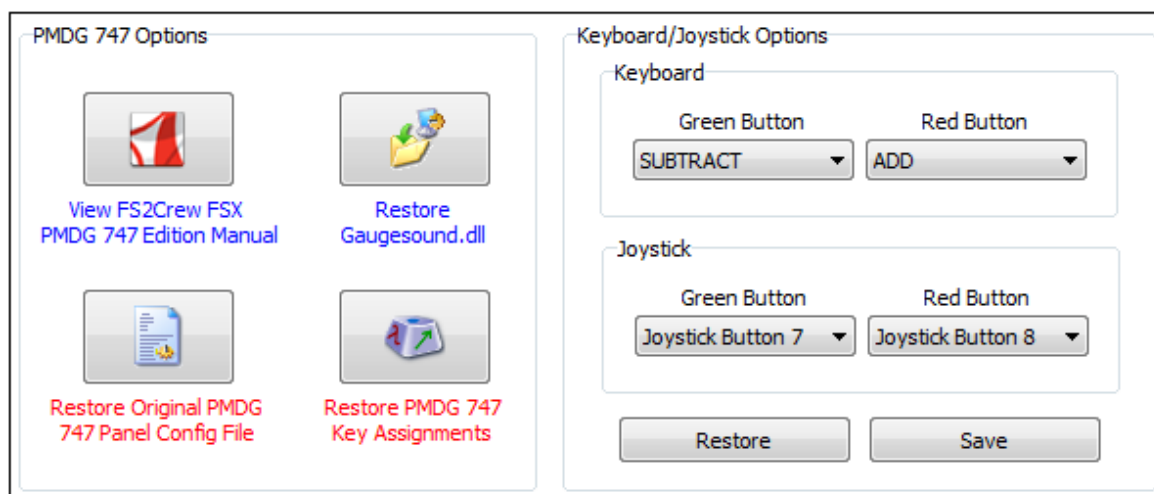 PMDG 747 Options
View FS2Crew FSX
PMDG 747 Edition Manual
Restore
Gaugesound.dll
Restore Original PMDG
747 Panel Config File
Restore PMDG 747
Key Assignments
Keyboard/Joystick Options
Keyboard
Green Button
Red Button
SUBTRACT
ADD
Joystick
Green Button
Red Button
Joystick Button 7
Joystick Button 8
Restore
Save